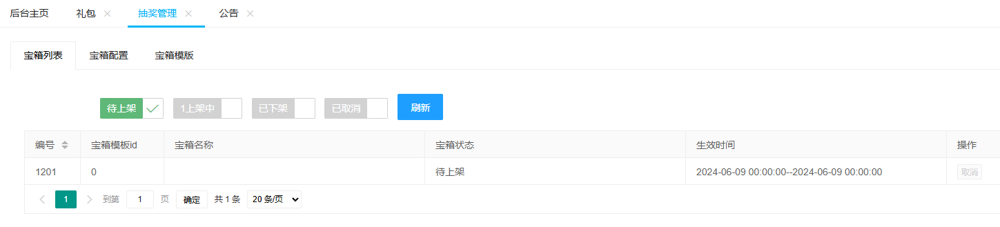 后台主页 礼包 抽奖管理 公告
宝箱列表 宝箱配置 宝箱模版
待上架 1上架中 已下架 已取消 刷新
编号 宝箱模板id 宝箱名称 宝箱状态 生效时间 操作
1201 0 待上架 2024-06-09 00:00:00--2024-06-09 00:00:00 取消
1 到第 1 页 确定 共 1 条 20 条/页